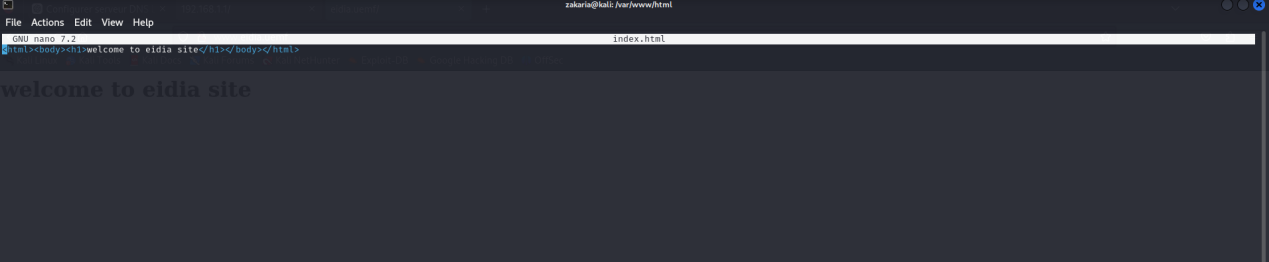 zakaria@kali: /var/www/html
File Actions Edit View Help
GNU nano 7.2 index.html
<html><body><h1>welcome to eidia site</h1></body></html>
welcome to eidia site